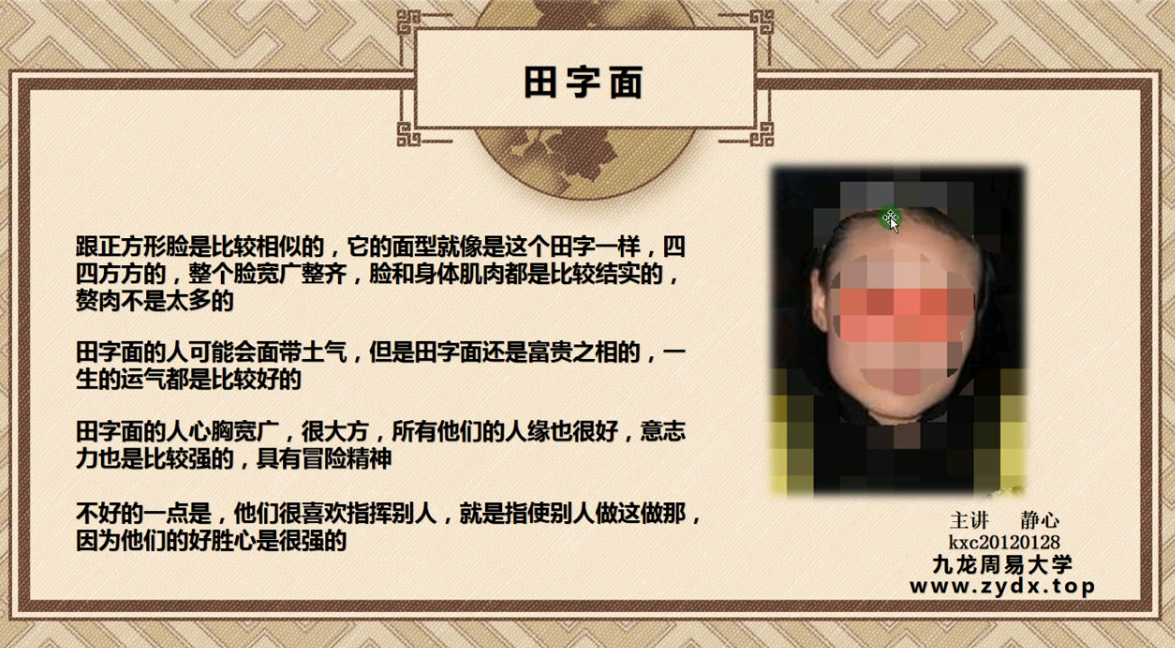 田字面
跟正方形脸是比较相似的，它的面型就像是这个田字一样，四
四方方的，整个脸宽广整齐，脸和身体肌肉都是比较结实的，
赘肉不是太多的
田字面的人可能会面带土气，但是田字面还是富贵之相的，一
生的运气都是比较好的
田字面的人心胸宽广，很大方，所有他们的人缘也很好，意志
力也是比较强的，具有冒险精神
不好的一点是，他们很喜欢指挥别人，就是指使别人做这做那，
因为他们的好胜心是很强的
主讲 静心
kxc20120128
九龙周易大学
www.zydx.top